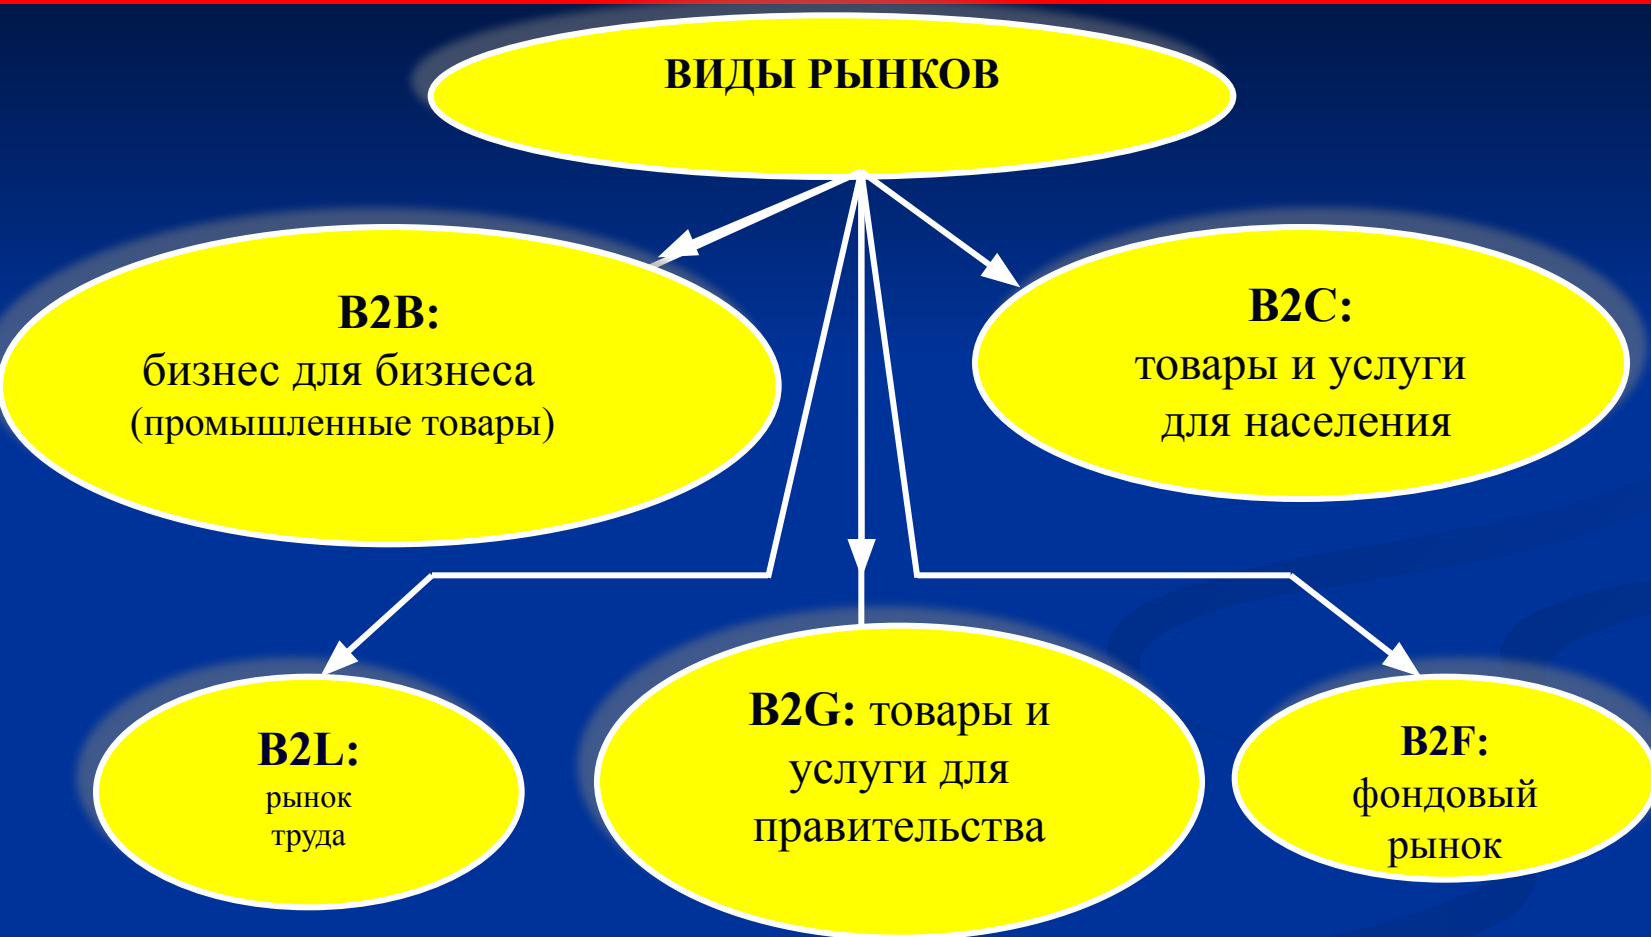 ВИДЫ РЫНКОВ
B2B:
бизнес для бизнеса
(промышленные товары)
B2C:
товары и услуги
для населения
B2L:
рынок
труда
B2G: товары и
услуги для
правительства
B2F:
фондовый
рынок